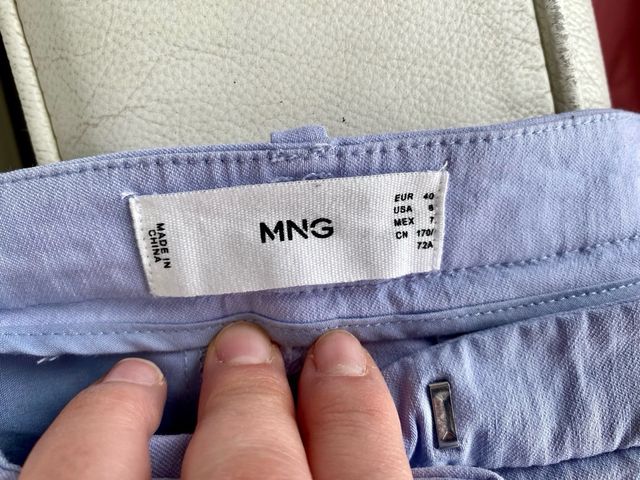 MADE IN
CHINA
MNG
EUR 40
USA 8
MEX 7
CN 170/
72A